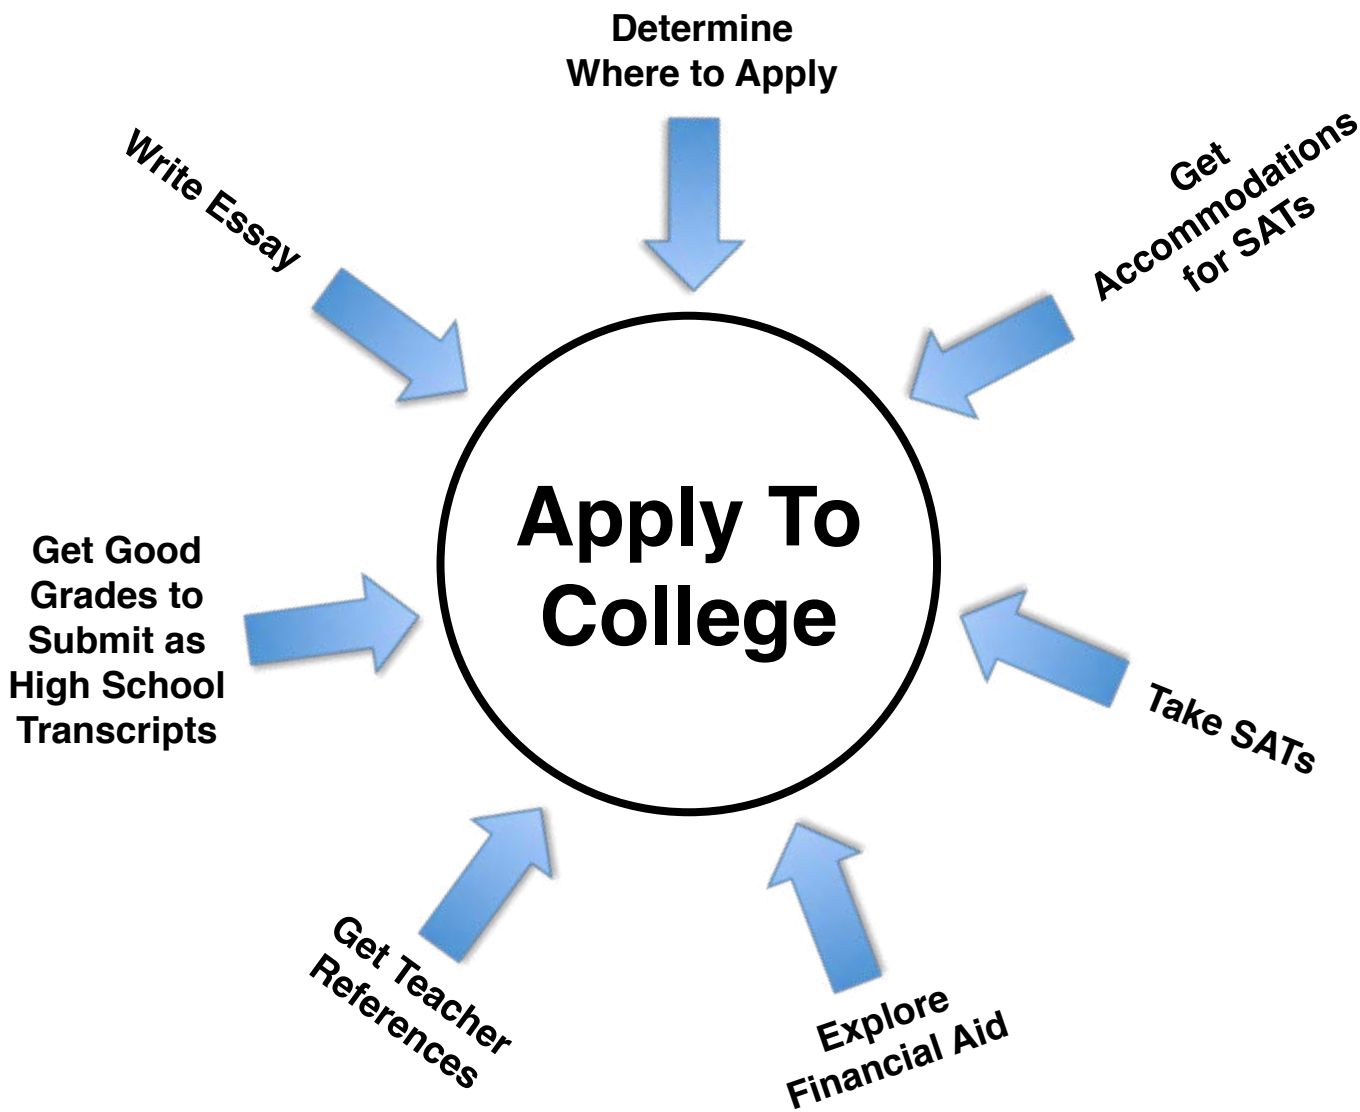 Determine
Where to Apply
Get
Accommodations
for SATs
Take SATs
Explore
Financial Aid
Get Teacher
References
Get Good
Grades to
Submit as
High School
Transcripts
Write Essay
Apply To
College